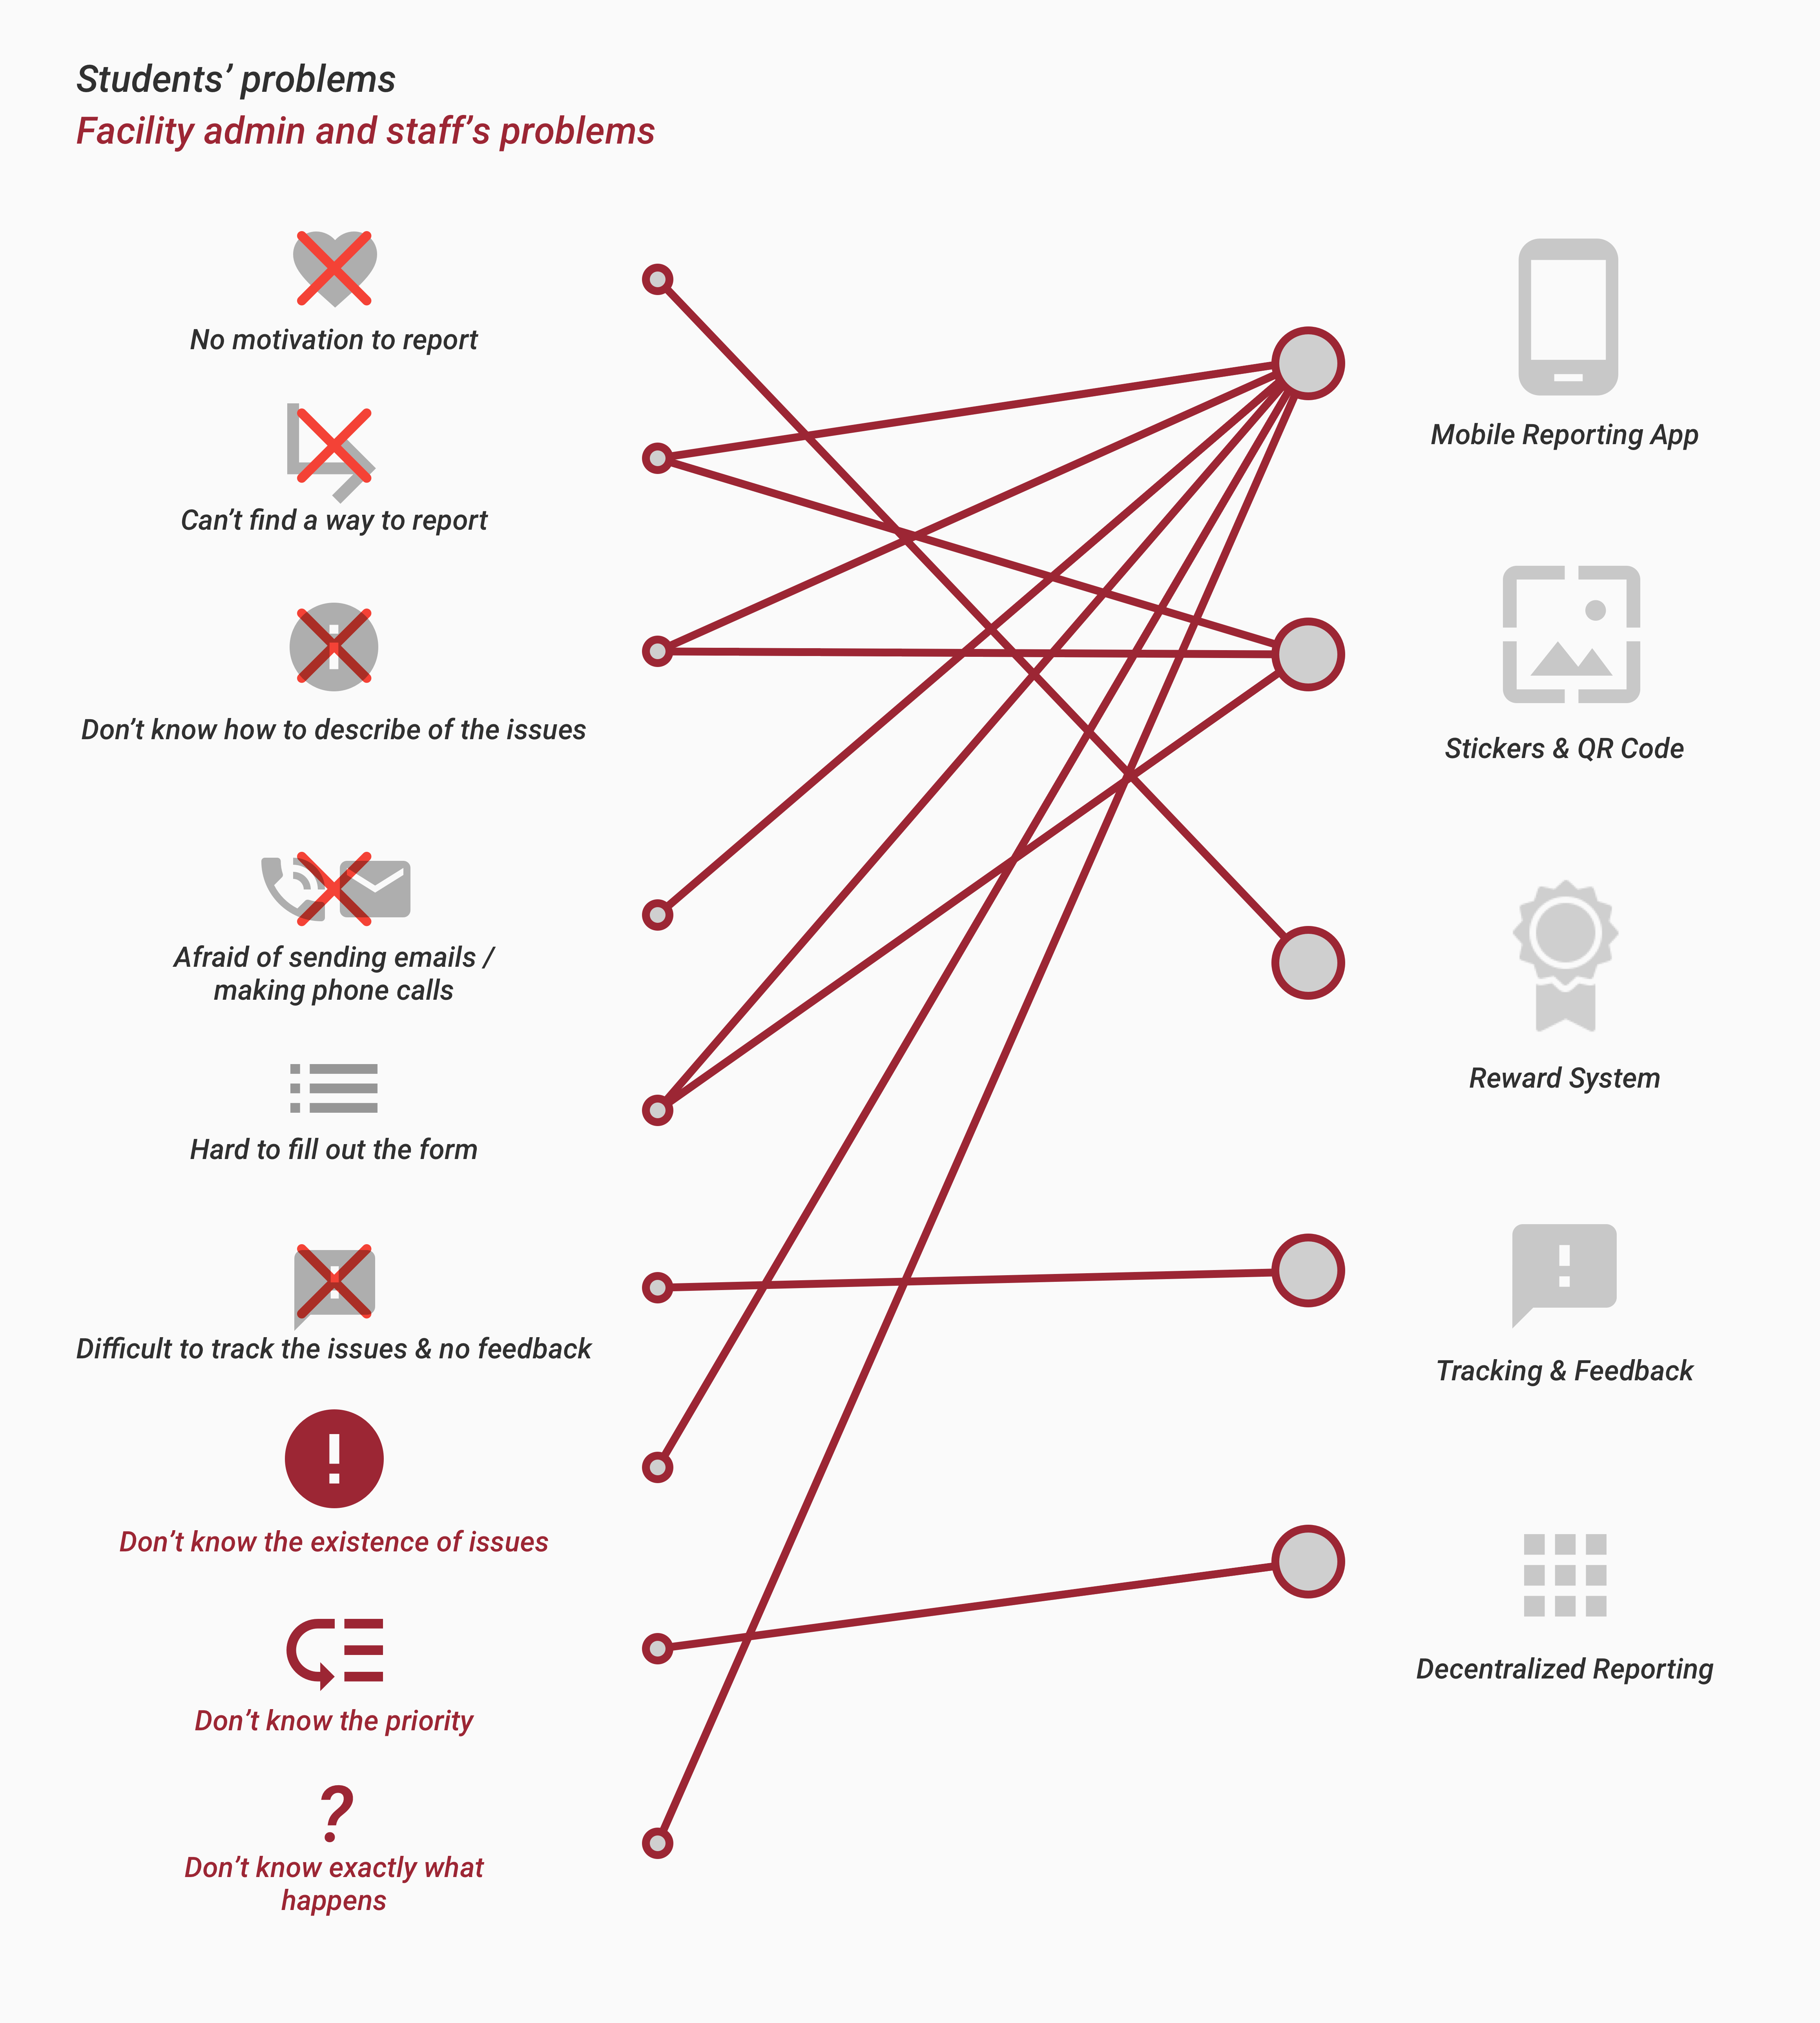 Students’ problems
Facility admin and staff’s problems
No motivation to report
Can’t find a way to report
Don’t know how to describe of the issues
Afraid of sending emails /
making phone calls
Hard to fill out the form
Difficult to track the issues & no feedback
Don’t know the existence of issues
Don’t know the priority
?
Don’t know exactly what
happens
Mobile Reporting App
Stickers & QR Code
Reward System
Tracking & Feedback
Decentralized Reporting